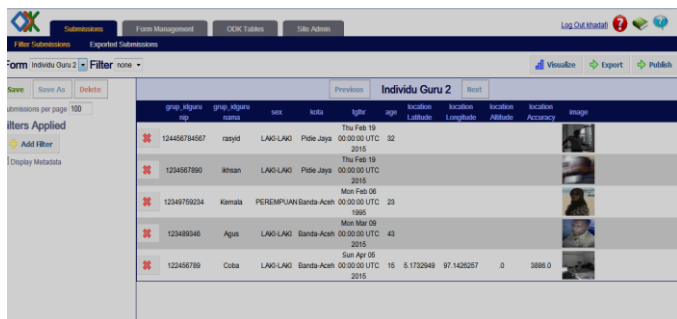 Submissions Form Management ODK Tables Site Admin Log Out khadafi
Filter Submissions Exported Submissions
Form Individu Guru 2 Filter none Visualize Export Publish
Save Save As Delete Previous Individu Guru 2 Next
ubmissions per page 100
ilters Applied
Add Filter
Display Metadata
grup_idguru nip grup_idguru nama sex kota tglhr age location Latitude location Longitude location Altitude location Accuracy image
124456784567 rasyid LAKI-LAKI Pidie Jaya Thu Feb 19 00:00:00 UTC 2015 32
1234567890 ikhsan LAKI-LAKI Pidie Jaya Thu Feb 19 00:00:00 UTC 2015
12349759234 Kemala PEREMPUAN Banda-Aceh Mon Feb 06 00:00:00 UTC 1995 23
123489346 Agus LAKI-LAKI Banda-Aceh Mon Mar 09 00:00:00 UTC 2015 43
122456789 Coba LAKI-LAKI Banda-Aceh Sun Apr 05 00:00:00 UTC 2015 15 5.1732949 97.1426257 .0 3886.0